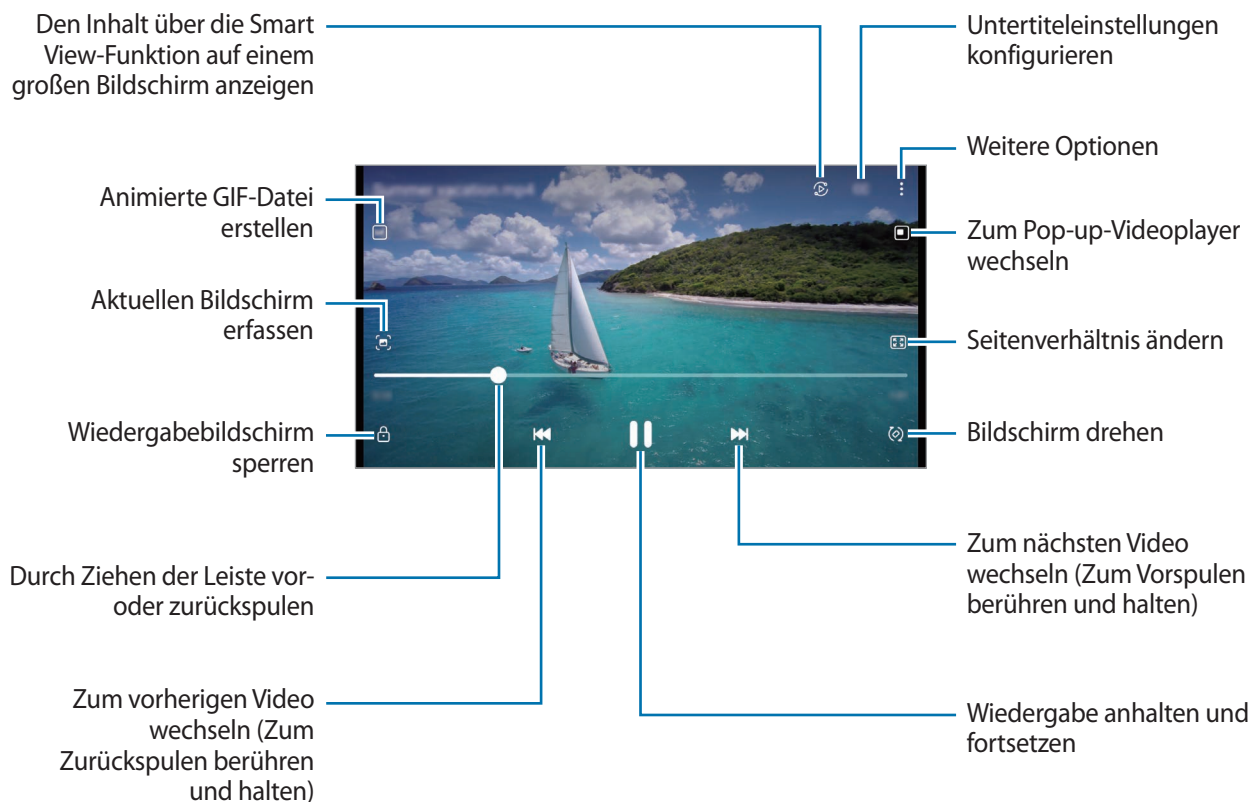 Den Inhalt über die Smart
View-Funktion auf einem
großen Bildschirm anzeigen
Animierte GIF-Datei
erstellen
Aktuellen Bildschirm
erfassen
Wiedergabebildschirm
sperren
Durch Ziehen der Leiste vor-
oder zurückspulen
Zum vorherigen Video
wechseln (Zum
Zurückspulen berühren
und halten)
Untertiteleinstellungen
konfigurieren
Weitere Optionen
Zum Pop-up-Videoplayer
wechseln
Seitenverhältnis ändern
Bildschirm drehen
Zum nächsten Video
wechseln (Zum Vorspulen
berühren und halten)
Wiedergabe anhalten und
fortsetzen